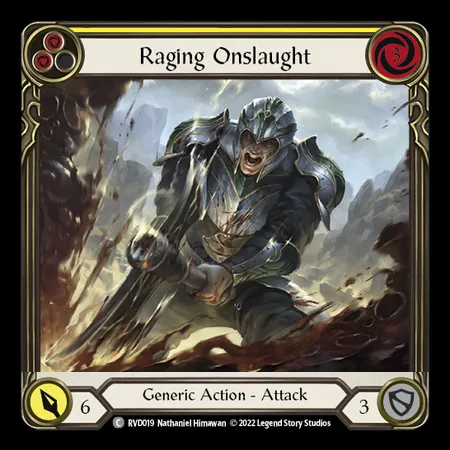 Raging Onslaught
3
Generic Action - Attack
6
3
C RVD019 Nathaniel Himawan © 2022 Legend Story Studios